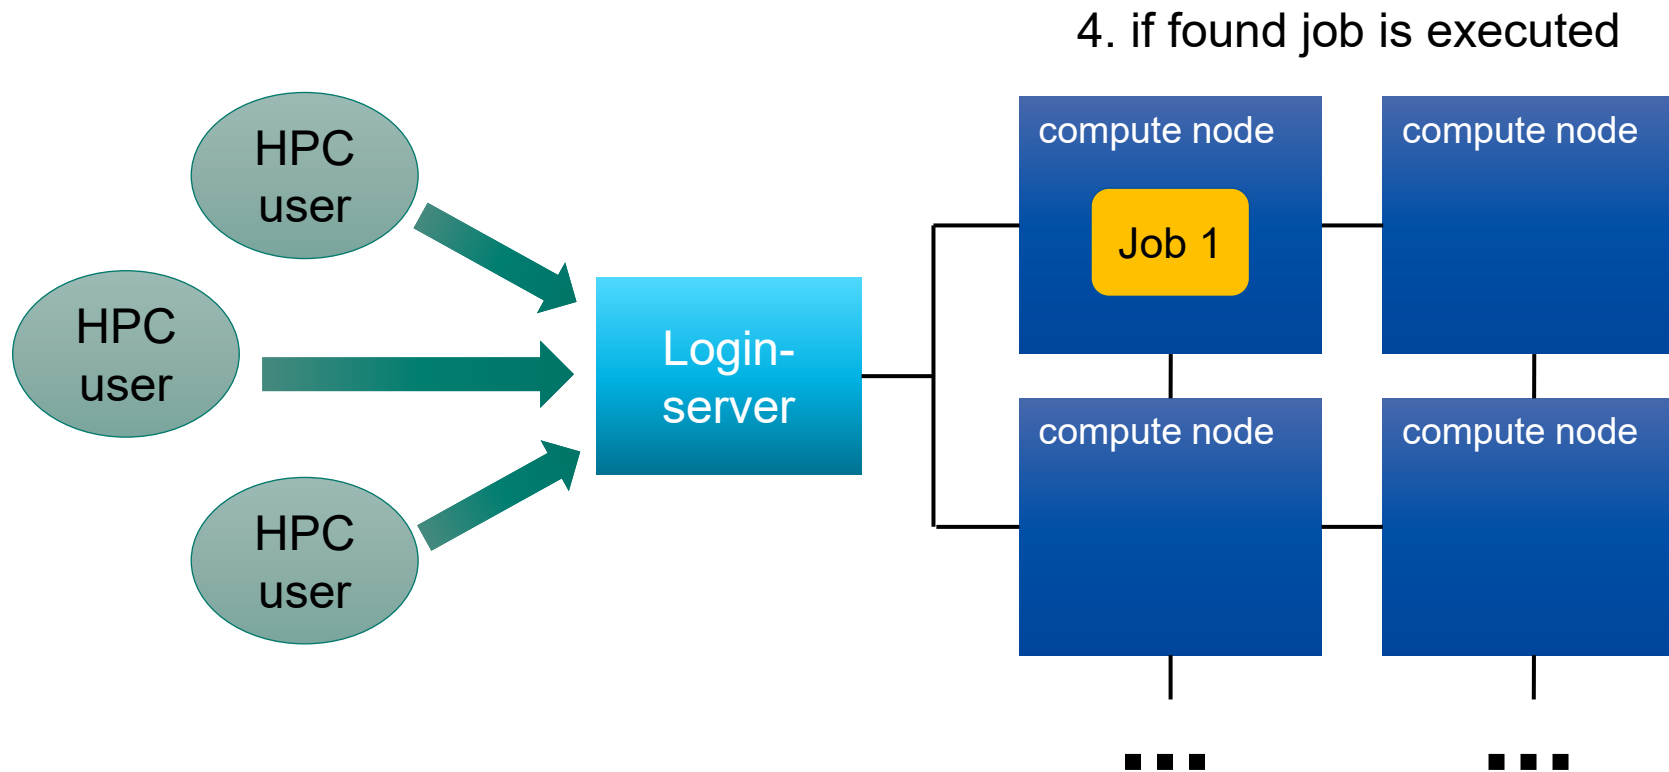 4. if found job is executed
HPC
user
HPC
user
HPC
user
Login-
server
compute node
Job 1
compute node
compute node
compute node
...
...